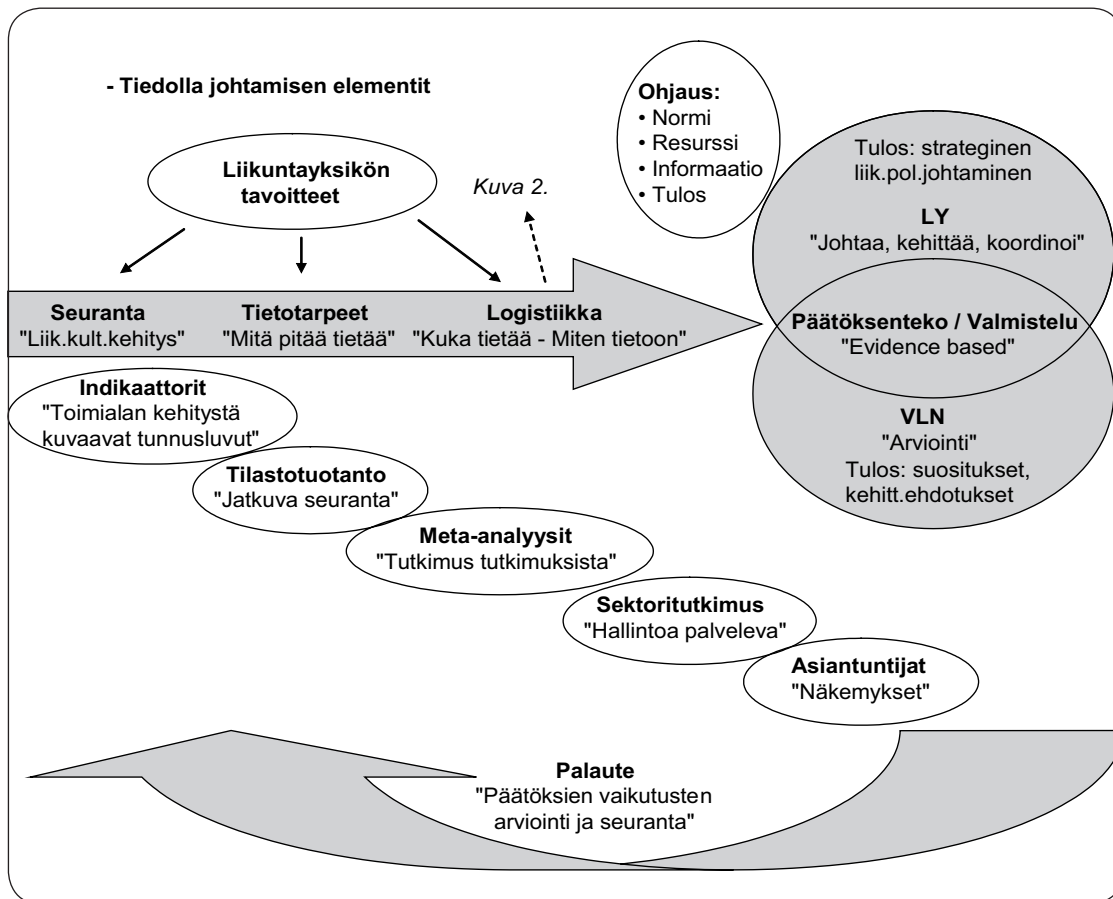 - Tiedolla johtamisen elementit
Liikuntayksikön
tavoitteet
Kuva 2.
Ohjaus:
• Normi
• Resurssi
• Informaatio
• Tulos
Tulos: strateginen
liik.pol.johtaminen
LY
"Johtaa, kehittää, koordinoi"
Seuranta
"Liik.kult.kehitys"
Tietotarpeet
"Mitä pitää tietää"
Logistiikka
"Kuka tietää - Miten tietoon"
Päätöksenteko / Valmistelu
"Evidence based"
VLN
"Arviointi"
Tulos: suositukset,
kehitt.ehdotukset
Indikaattorit
"Toimialan kehitystä
kuvaavat tunnusluvut"
Tilastotuotanto
"Jatkuva seuranta"
Meta-analyysit
"Tutkimus tutkimuksista"
Sektoritutkimus
"Hallintoa palveleva"
Asiantuntijat
"Näkemykset"
Palaute
"Päätöksien vaikutusten
arviointi ja seuranta"